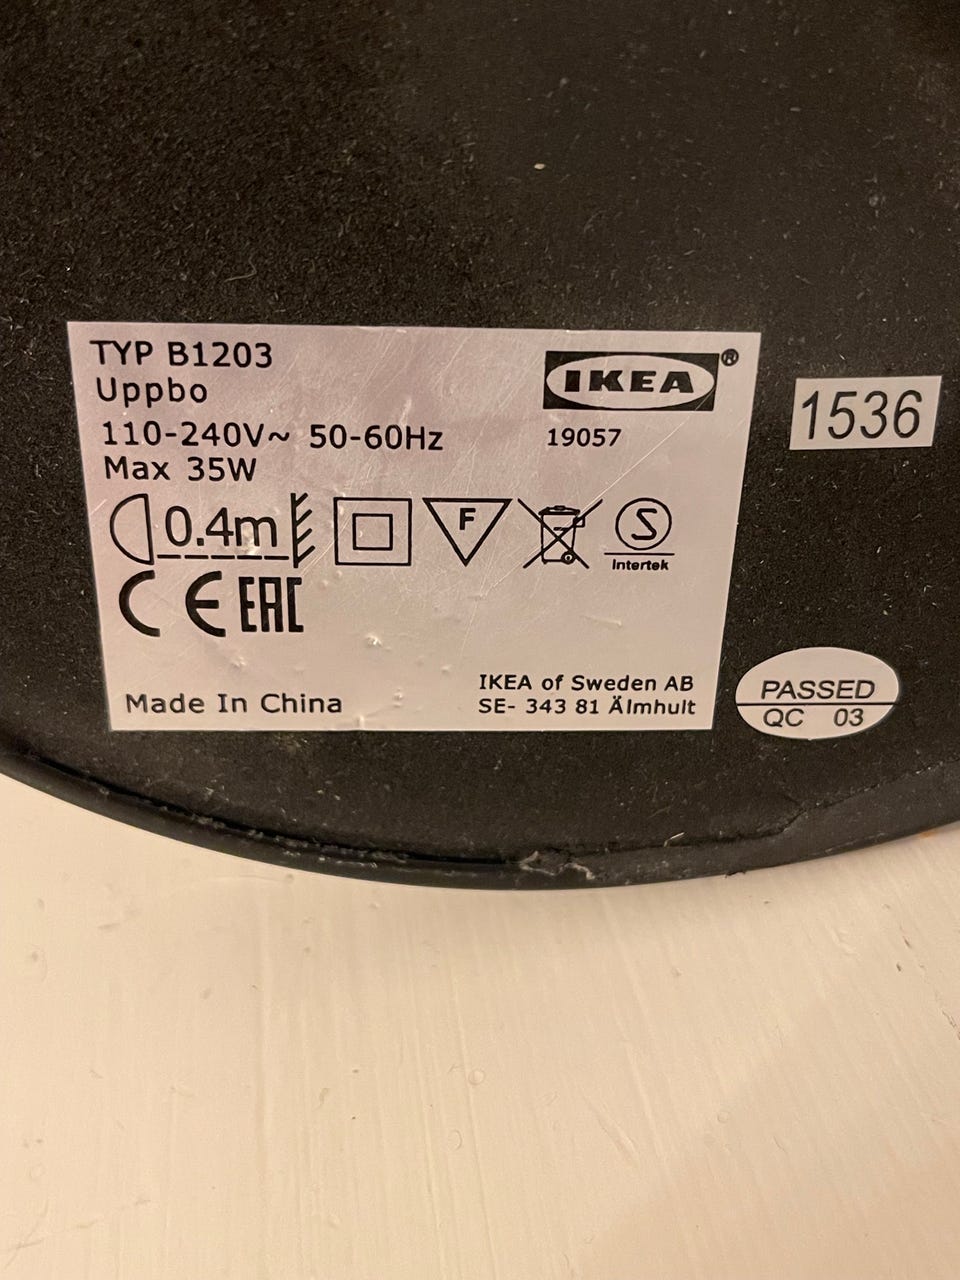 TYP B1203
Uppbo
110-240V~ 50-60Hz
Max 35W
IKEA®
19057
1536
0.4m
F
S
Intertek
CE EAC
Made In China
IKEA of Sweden AB
SE- 343 81 Älmhult
PASSED
QC 03